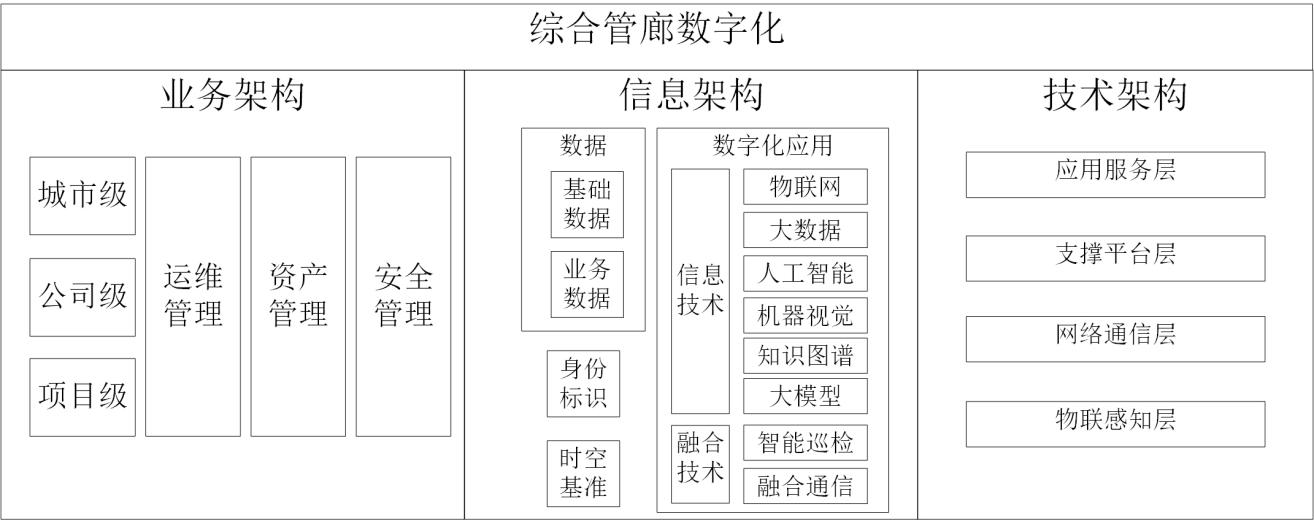 综合管廊数字化
业务架构
城市级
公司级
项目级
运维
管理
资产
管理
安全
管理
信息架构
数据
基础
数据
业务
数据
身份
标识
时空
基准
数字化应用
信息
技术
物联网
大数据
人工智能
机器视觉
知识图谱
大模型
融合
技术
智能巡检
融合通信
技术架构
应用服务层
支撑平台层
网络通信层
物联感知层